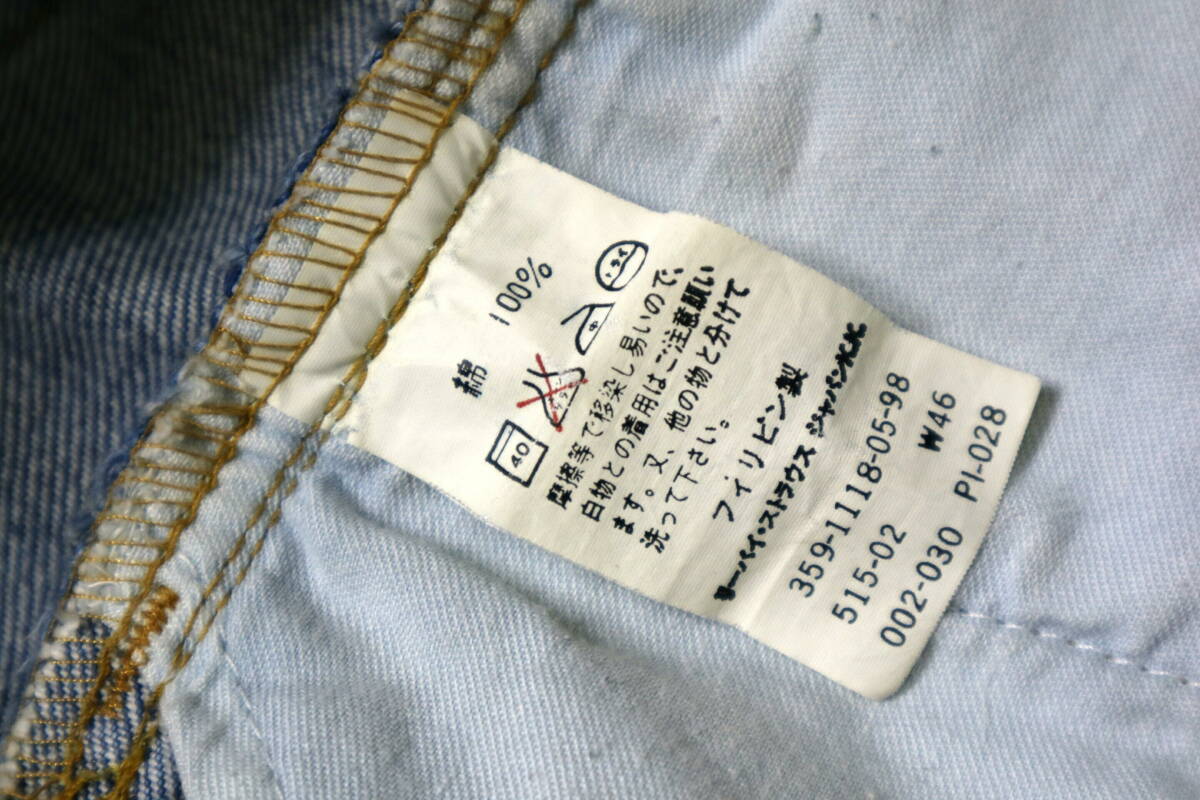 綿 100%
40
ドライ
摩擦等で移染し易いので、
白物との着用はご注意願い
ます。又、他の物と分けて
洗って下さい。
フィリピン製
リーバイ・ストラウス ジャパン㈱
359-1118-05-98
515-02 W46
002-030 PI-028